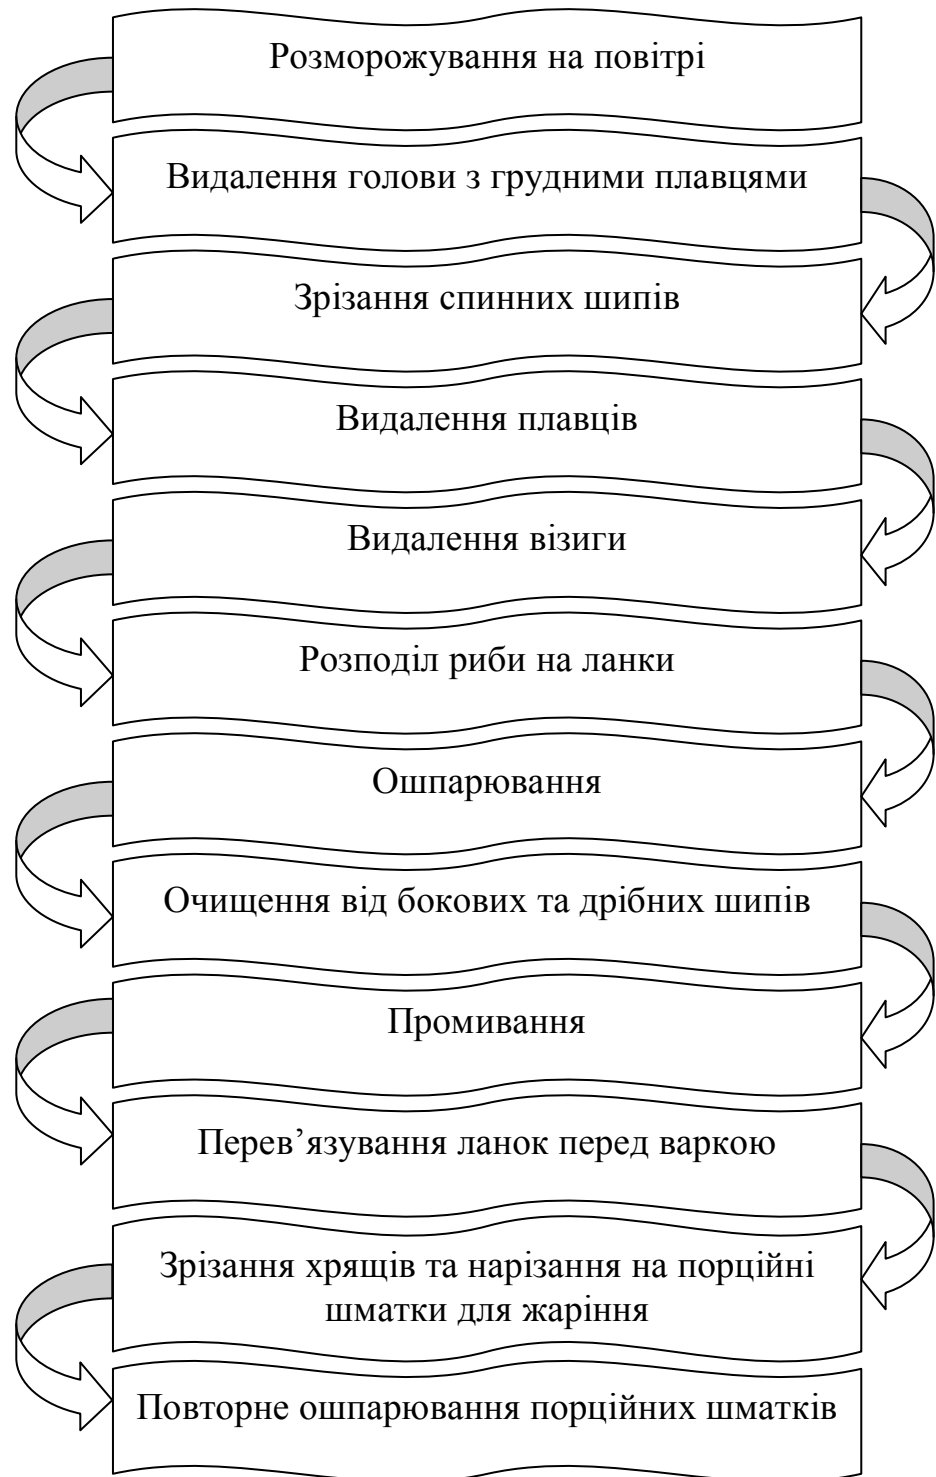 Розморожування на повітрі
Видалення голови з грудними плавцями
Зрізання спинних шипів
Видалення плавців
Видалення візиги
Розподіл риби на ланки
Ошпарювання
Очищення від бокових та дрібних шипів
Промивання
Перев’язування ланок перед варкою
Зрізання хрящів та нарізання на порційні
шматки для жаріння
Повторне ошпарювання порційних шматків